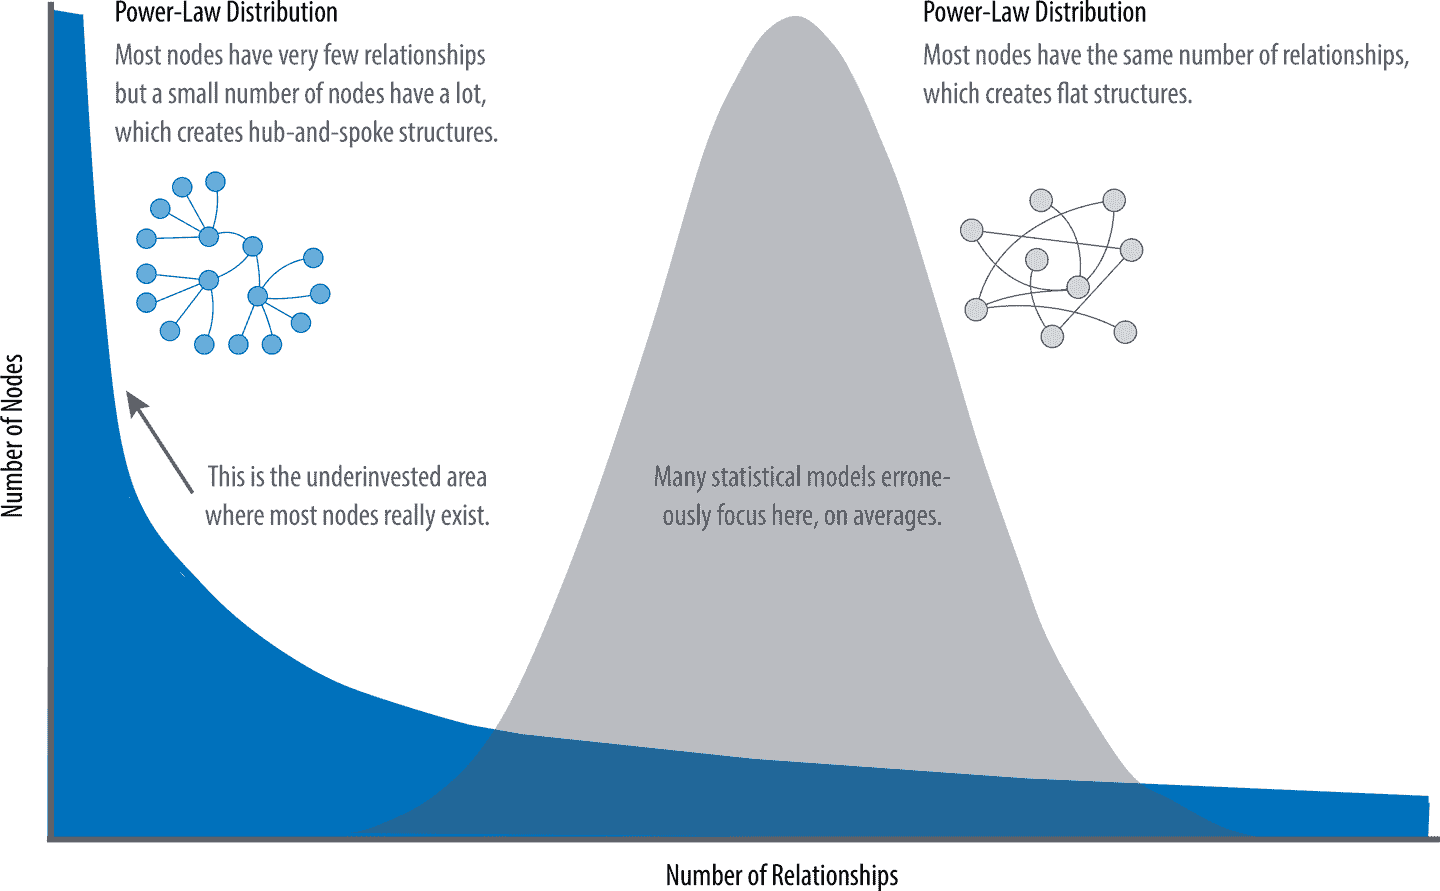 Power-Law Distribution
Most nodes have very few relationships
but a small number of nodes have a lot,
which creates hub-and-spoke structures.
Power-Law Distribution
Most nodes have the same number of relationships,
which creates flat structures.
This is the underinvested area
where most nodes really exist.
Many statistical models errone-
ously focus here, on averages.
Number of Nodes
Number of Relationships